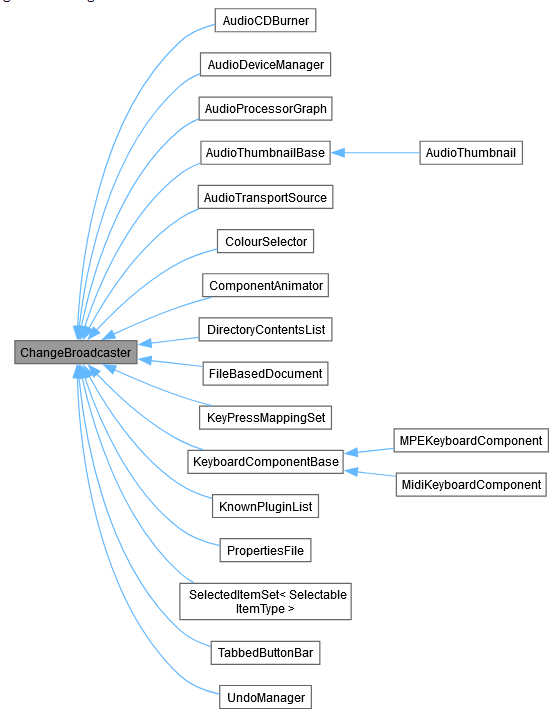 AudioCDBurner
AudioDeviceManager
AudioProcessorGraph
AudioThumbnailBase
AudioThumbnail
AudioTransportSource
ColourSelector
ComponentAnimator
DirectoryContentsList
ChangeBroadcaster
FileBasedDocument
KeyPressMappingSet
MPEKeyboardComponent
KeyboardComponentBase
MidiKeyboardComponent
KnownPluginList
PropertiesFile
SelectedItemSet< Selectable
ItemType >
TabbedButtonBar
UndoManager